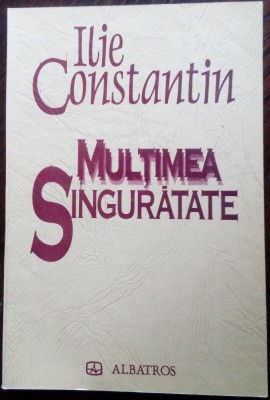 Ilie
Constantin
MULȚIMEA
SINGURĂTATE
ALBATROS